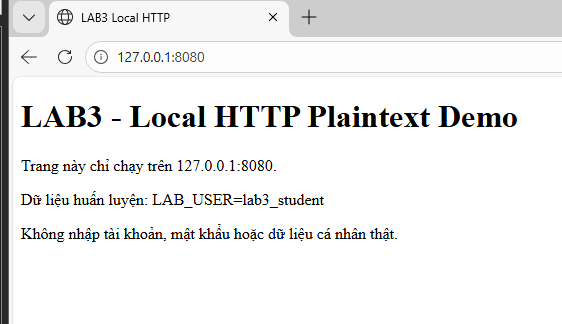 LAB3 Local HTTP
127.0.0.1:8080
LAB3 - Local HTTP Plaintext Demo
Trang này chỉ chạy trên 127.0.0.1:8080.
Dữ liệu huấn luyện: LAB_USER=lab3_student
Không nhập tài khoản, mật khẩu hoặc dữ liệu cá nhân thật.